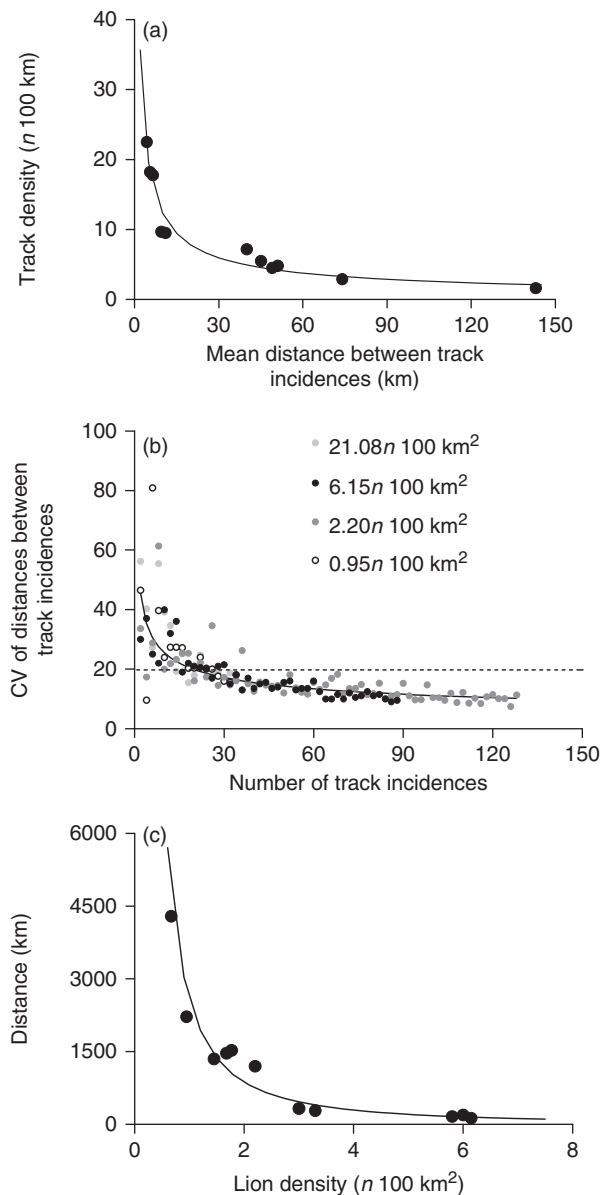 (a)
Track density (n 100 km)
40
30
20
10
0
0 30 60 90 120 150
Mean distance between track
incidences (km)
(b)
CV of distances between
track incidences
100
80
60
40
20
0
21.08n 100 km²
6.15n 100 km²
2.20n 100 km²
0.95n 100 km²
0 30 60 90 120 150
Number of track incidences
(c)
Distance (km)
6000
4500
3000
1500
0
0 2 4 6 8
Lion density (n 100 km²)